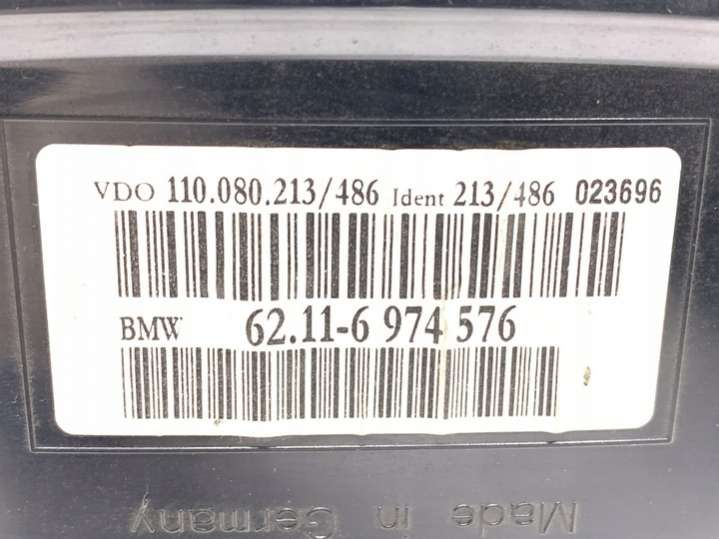 VDO 110.080.213/486 Ident 213/486 023696
BMW 62.11-6 974 576
Made in Germany